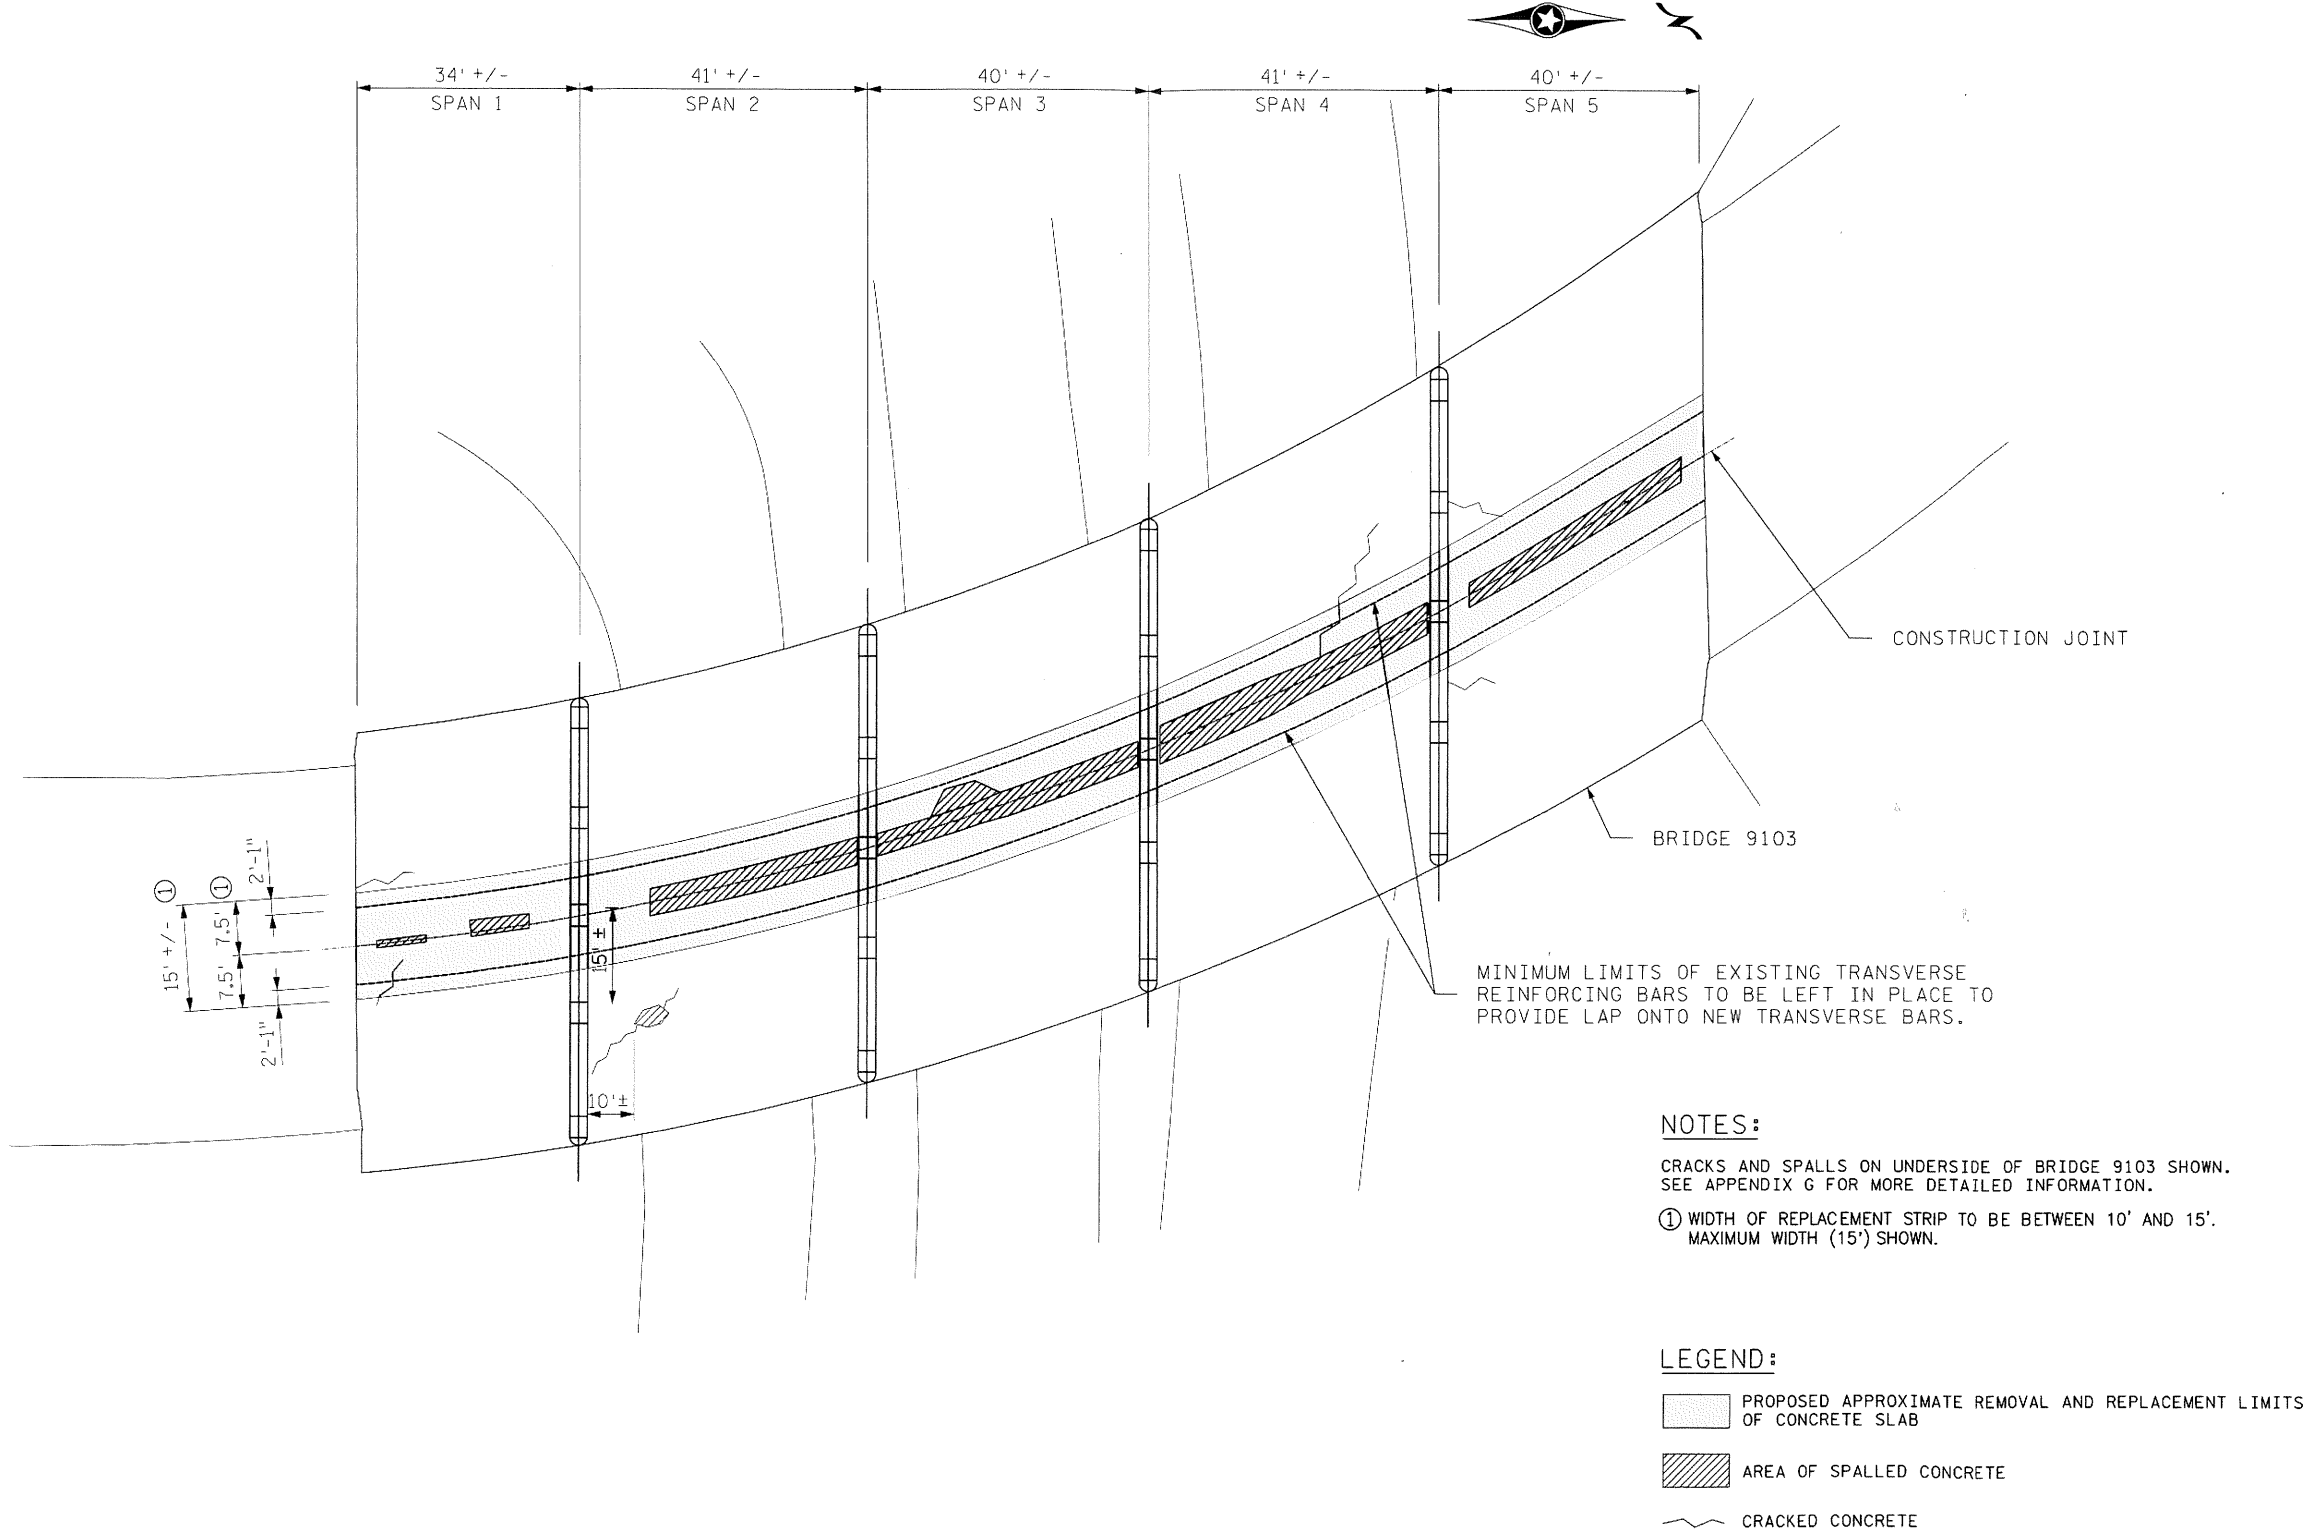 N
34' +/-
SPAN 1
41' +/-
SPAN 2
40' +/-
SPAN 3
41' +/-
SPAN 4
40' +/-
SPAN 5
CONSTRUCTION JOINT
BRIDGE 9103
2'-1"
① 7.5'
15' +/- ①
7.5'
2'-1"
15' ±
10'±
MINIMUM LIMITS OF EXISTING TRANSVERSE
REINFORCING BARS TO BE LEFT IN PLACE TO
PROVIDE LAP ONTO NEW TRANSVERSE BARS.
NOTES:
CRACKS AND SPALLS ON UNDERSIDE OF BRIDGE 9103 SHOWN.
SEE APPENDIX G FOR MORE DETAILED INFORMATION.
① WIDTH OF REPLACEMENT STRIP TO BE BETWEEN 10' AND 15'.
MAXIMUM WIDTH (15') SHOWN.
LEGEND:
PROPOSED APPROXIMATE REMOVAL AND REPLACEMENT LIMITS
OF CONCRETE SLAB
AREA OF SPALLED CONCRETE
CRACKED CONCRETE